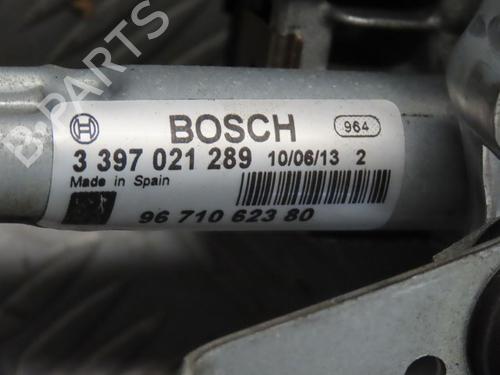 BOSCH 964
3 397 021 289 10/06/13 2
Made in Spain
96 710 623 80
B-Parts